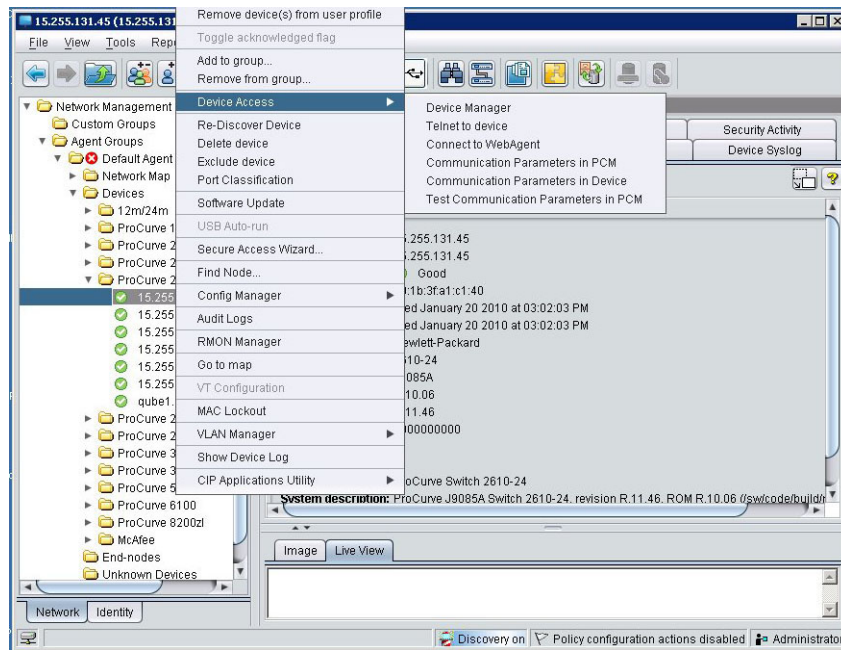 15.255.131.45 (15.255.131
File View Tools Rep
Remove device(s) from user profile
Toggle acknowledged flag
Add to group...
Remove from group...
Device Access
Re-Discover Device
Delete device
Exclude device
Port Classification
Software Update
USB Auto-run
Secure Access Wizard...
Find Node...
Config Manager
Audit Logs
RMON Manager
Go to map
VT Configuration
MAC Lockout
VLAN Manager
Show Device Log
CIP Applications Utility
Device Manager
Telnet to device
Connect to WebAgent
Communication Parameters in PCM
Communication Parameters in Device
Test Communication Parameters in PCM
Network Management
Custom Groups
Agent Groups
Default Agent
Network Map
Devices
12m/24m
ProCurve 1
ProCurve 2
ProCurve 2
ProCurve 2
15.255
15.255
15.255
15.255
15.255
15.255
qube1.
ProCurve 2
ProCurve 2
ProCurve 3
ProCurve 3
ProCurve 5
ProCurve 6100
ProCurve 8200zl
McAfee
End-nodes
Unknown Devices
Network Identity
Security Activity
Device Syslog
.255.131.45
.255.131.45
Good
:1b:3f:a1:c1:40
ed January 20 2010 at 03:02:03 PM
ed January 20 2010 at 03:02:03 PM
ewlett-Packard
10-24
085A
10.06
11.46
00000000
oCurve Switch 2610-24
System description: ProCurve J9085A Switch 2610-24, revision R.11.46, ROM R.10.06 (/sw/code/build/r
Image Live View
Discovery on Policy configuration actions disabled Administrato